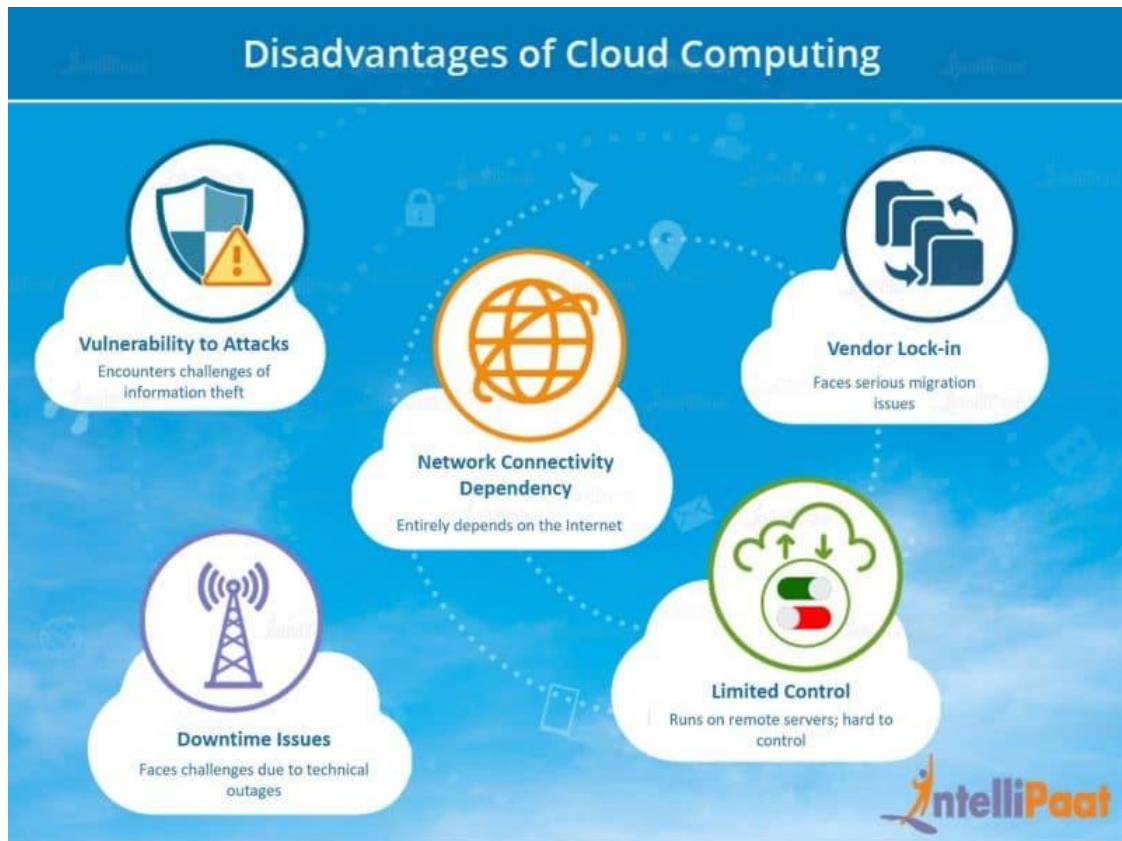 Disadvantages of Cloud Computing
Vulnerability to Attacks
Encounters challenges of
information theft
Vendor Lock-in
Faces serious migration
issues
Network Connectivity
Dependency
Entirely depends on the Internet
Limited Control
Runs on remote servers; hard to
control
Downtime Issues
Faces challenges due to technical
outages
IntelliPaat